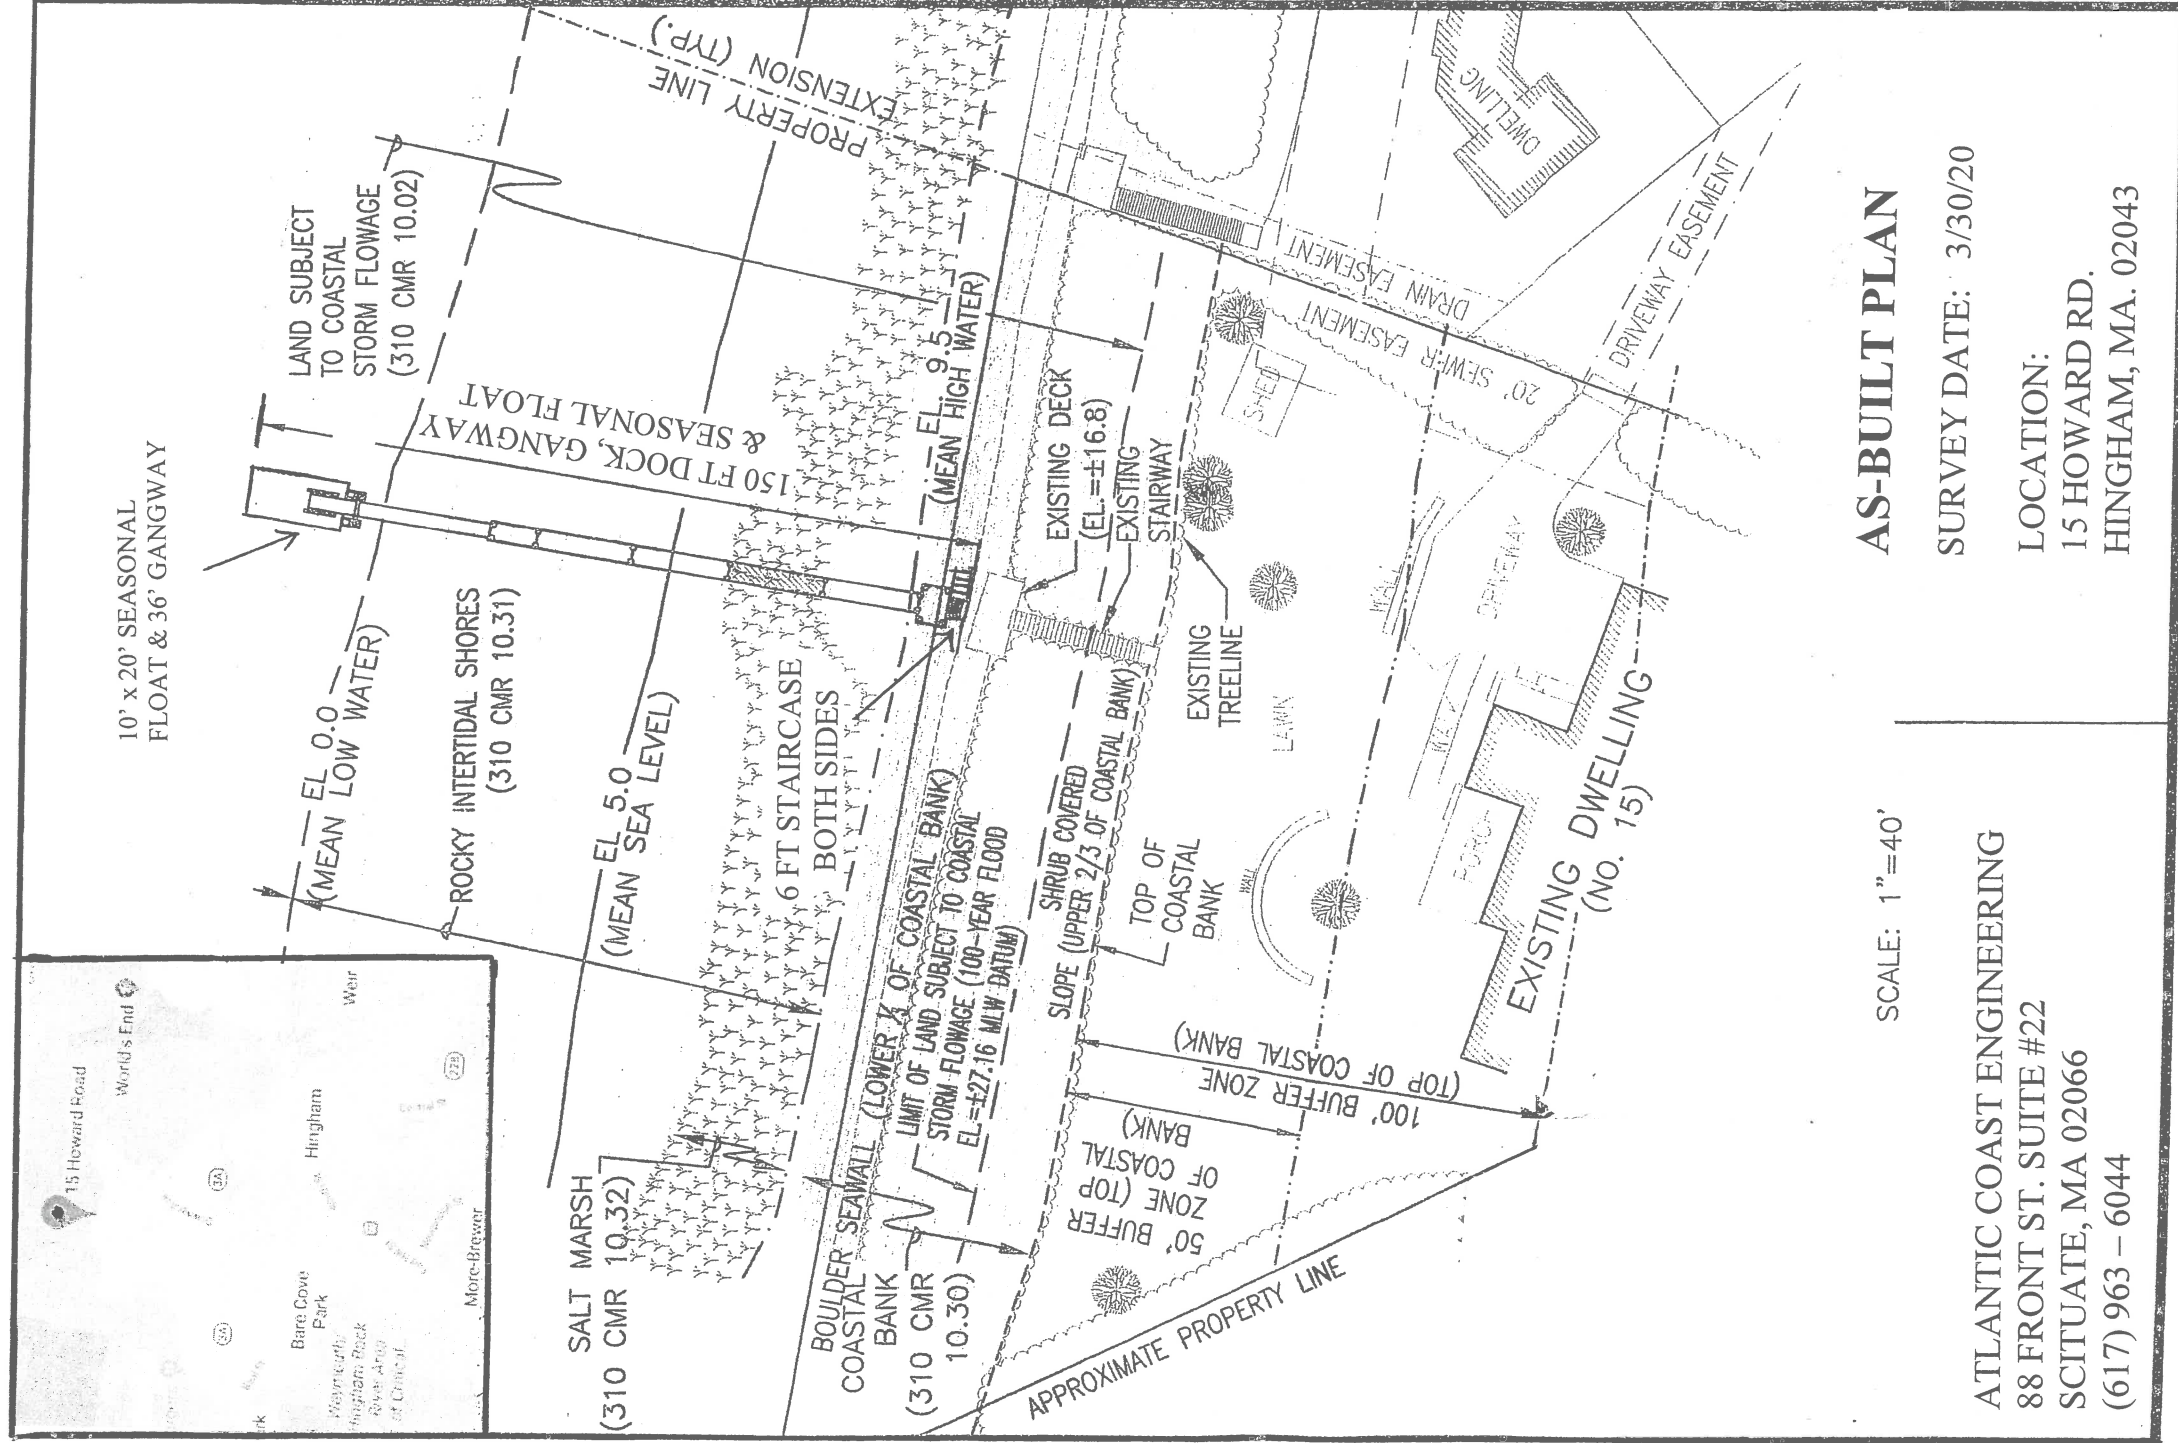 10' x 20' SEASONAL
FLOAT & 36' GANGWAY
LAND SUBJECT
TO COASTAL
STORM FLOWAGE
(310 CMR 10.02)
PROPERTY LINE
EXTENSION (TYP.)
150 FT DOCK, GANGWAY
& SEASONAL FLOAT
EL 0.0
(MEAN LOW WATER)
ROCKY INTERTIDAL SHORES
(310 CMR 10.31)
EL 5.0
(MEAN SEA LEVEL)
EL. 9.5
(MEAN HIGH WATER)
6 FT STAIRCASE
BOTH SIDES
SALT MARSH
(310 CMR 10.32)
BOULDER SEAWALL (LOWER ⅓ OF COASTAL BANK)
COASTAL
BANK
(310 CMR
10.30)
LIMIT OF LAND SUBJECT TO COASTAL
STORM FLOWAGE (100-YEAR FLOOD
EL.=±27.16 MLW DATUM)
SHRUB COVERED
SLOPE (UPPER 2/3 OF COASTAL BANK)
EXISTING DECK
(EL.=±16.8)
EXISTING
STAIRWAY
EXISTING
TREELINE
TOP OF
COASTAL
BANK
50' BUFFER
ZONE (TOP
OF COASTAL
BANK)
100' BUFFER ZONE
(TOP OF COASTAL BANK)
APPROXIMATE PROPERTY LINE
SHED
LAWN
WALL
WALL
DRIVEWAY
DWELLING
DRAIN EASEMENT
20' SEWER EASEMENT
DRIVEWAY EASEMENT
EXISTING DWELLING
(NO. 15)
15 Howard Road
World's End
Weir
Hingham
3A
3A
228
Bare Cove
Park
More-Brewer
AS-BUILT PLAN
SURVEY DATE: 3/30/20
LOCATION:
15 HOWARD RD.
HINGHAM, MA. 02043
SCALE: 1"=40'
ATLANTIC COAST ENGINEERING
88 FRONT ST. SUITE #22
SCITUATE, MA 02066
(617) 963 – 6044